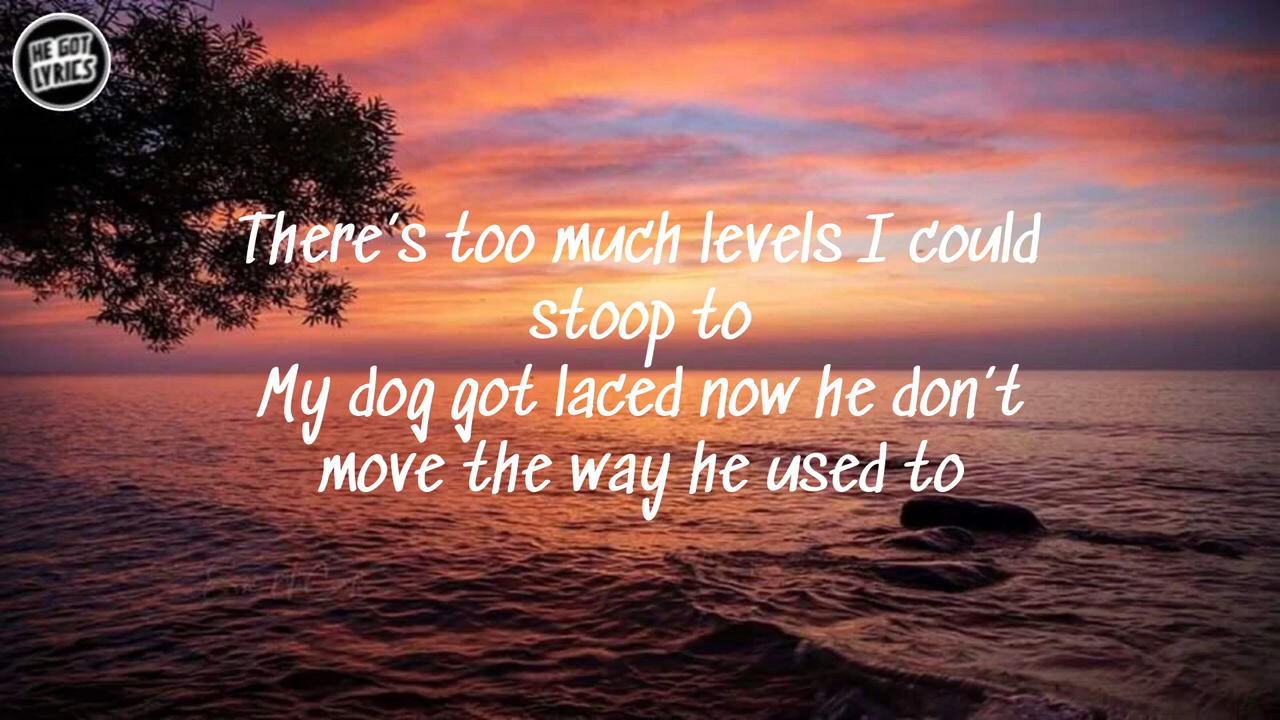 HE GOT
LYRICS
There's too much levels I could
stoop to
My dog got laced now he don't
move the way he used to